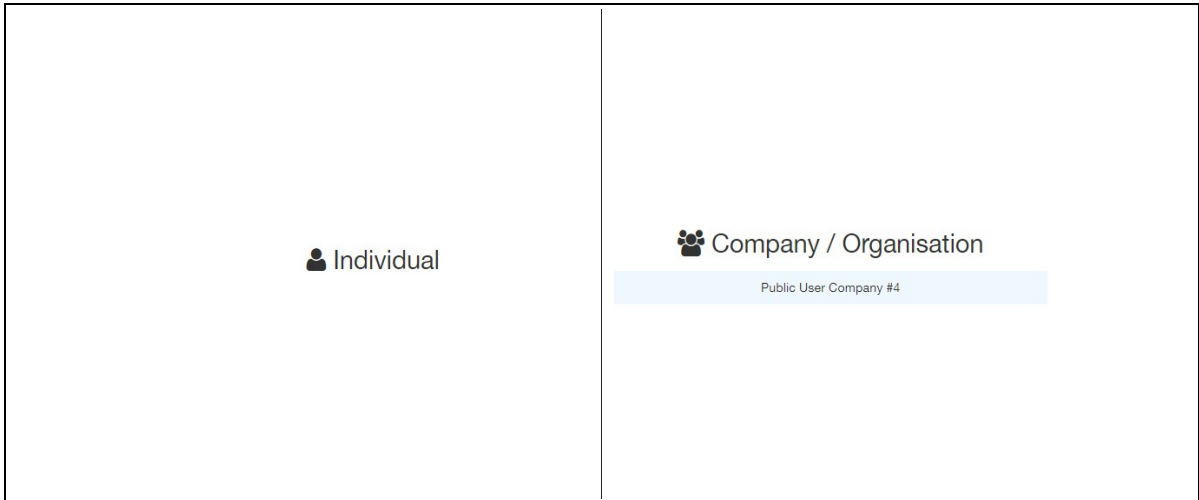 Individual
Company / Organisation
Public User Company #4